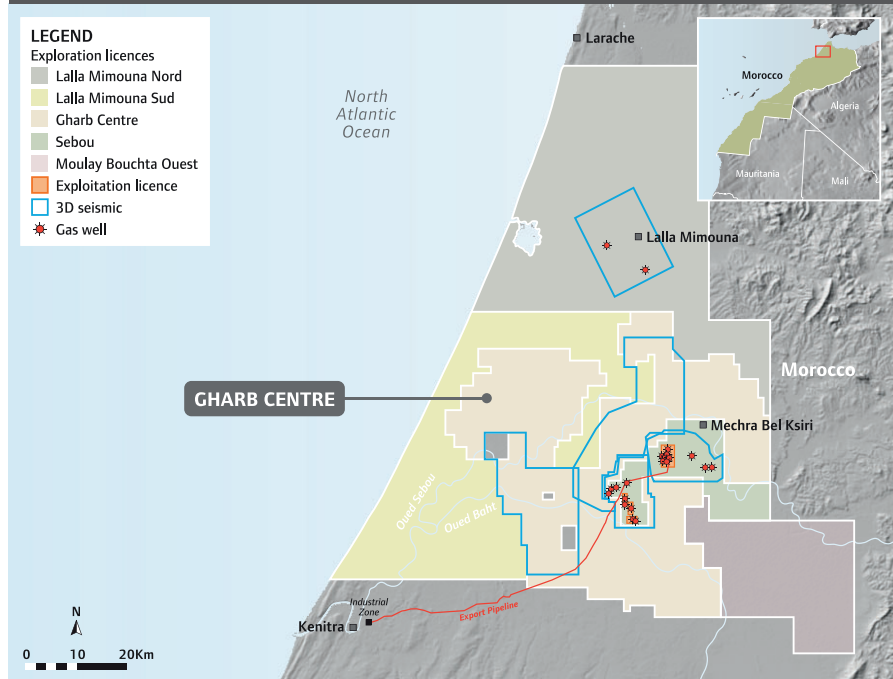 LEGEND
Exploration licences
Lalla Mimouna Nord
Lalla Mimouna Sud
Gharb Centre
Sebou
Moulay Bouchta Ouest
Exploitation licence
3D seismic
Gas well
Larache
North
Atlantic
Ocean
Morocco
Algeria
Mauritania
Mali
Lalla Mimouna
Morocco
GHARB CENTRE
Mechra Bel Ksiri
Oued Sebou
Oued Baht
Industrial
Zone
Export Pipeline
Kenitra
N
0 10 20Km